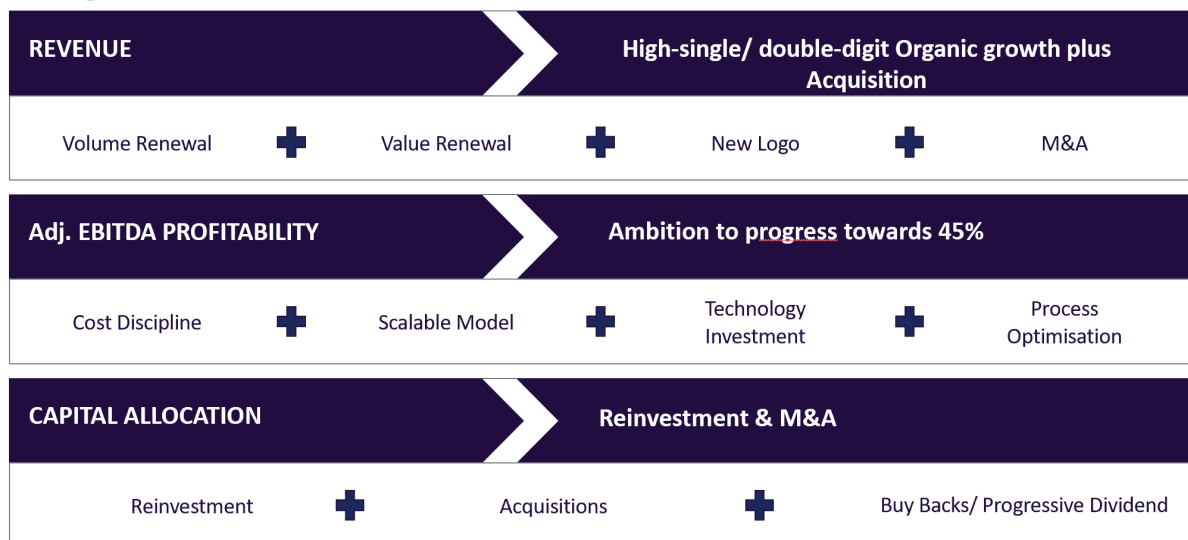 REVENUE
High-single/ double-digit Organic growth plus
Acquisition
Volume Renewal
Value Renewal
New Logo
M&A
Adj. EBITDA PROFITABILITY
Ambition to progress towards 45%
Cost Discipline
Scalable Model
Technology
Investment
Process
Optimisation
CAPITAL ALLOCATION
Reinvestment & M&A
Reinvestment
Acquisitions
Buy Backs/ Progressive Dividend